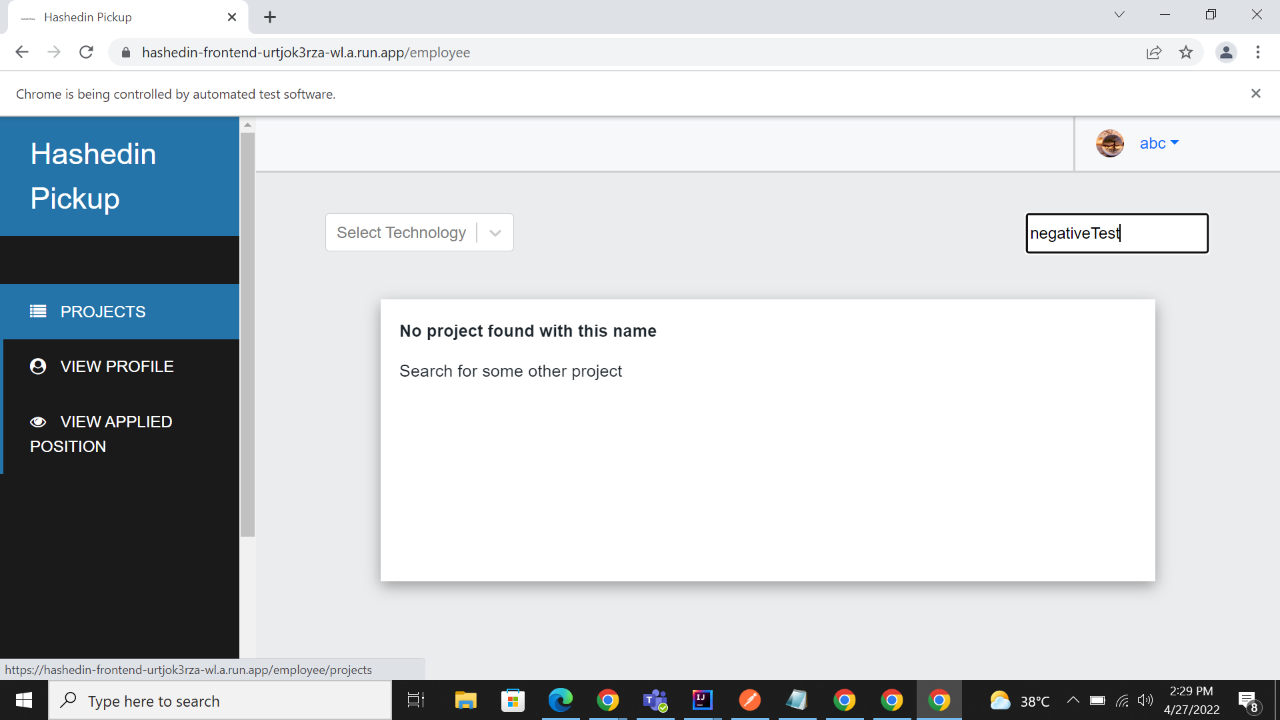 Hashedin Pickup
hashedin-frontend-urtjok3rza-wl.a.run.app/employee
Chrome is being controlled by automated test software.
Hashedin
Pickup
abc
Select Technology
negativeTest
PROJECTS
VIEW PROFILE
VIEW APPLIED
POSITION
No project found with this name
Search for some other project
https://hashedin-frontend-urtjok3rza-wl.a.run.app/employee/projects
Type here to search
38°C
2:29 PM
4/27/2022
8